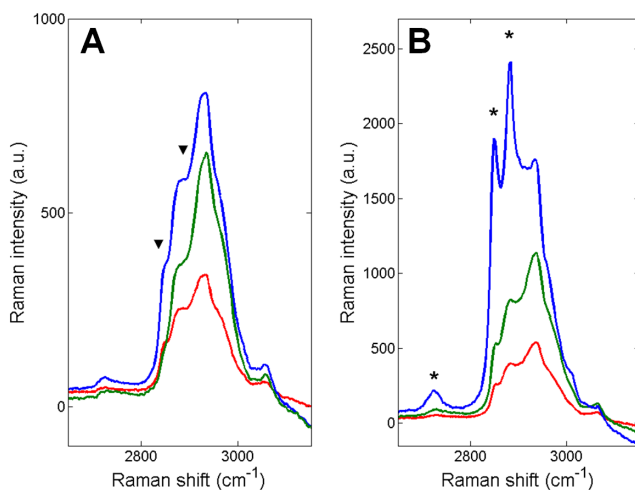 A
1000
500
0
Raman intensity (a.u.)
2800 3000
Raman shift (cm⁻¹)
B
* * *
2500
2000
1500
1000
500
0
Raman intensity (a.u.)
2800 3000
Raman shift (cm⁻¹)